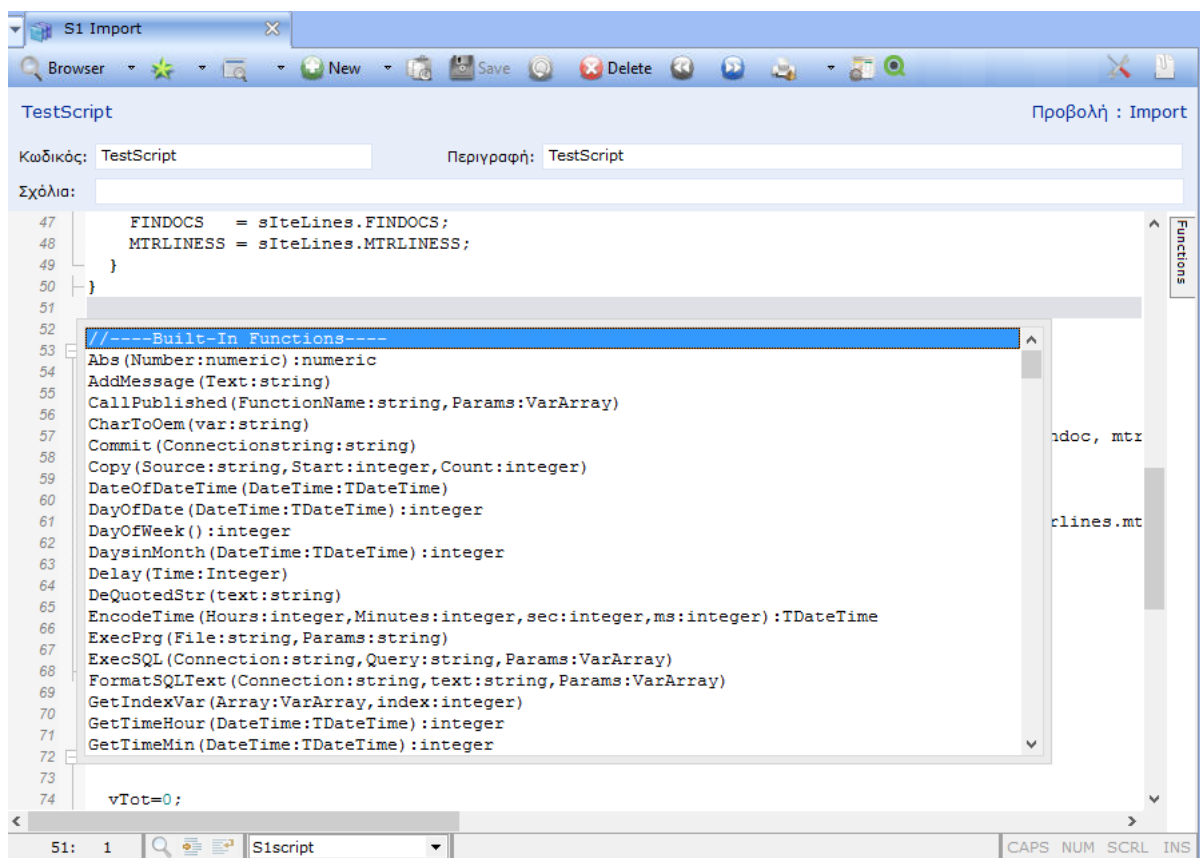 S1 Import
Browser New Save Delete
TestScript Προβολή : Import
Κωδικός: TestScript Περιγραφή: TestScript
Σχόλια:
47 FINDOCS = sIteLines.FINDOCS;
48 MTRLINESS = sIteLines.MTRLINESS;
49 }
50 }
51
52
//----Built-In Functions----
53
Abs(Number:numeric):numeric
54
AddMessage(Text:string)
55
CallPublished(FunctionName:string,Params:VarArray)
56
CharToOem(var:string)
57 ndoc, mtr
Commit(Connectionstring:string)
58
Copy(Source:string,Start:integer,Count:integer)
59
DateOfDateTime(DateTime:TDateTime)
60
DayOfDate(DateTime:TDateTime):integer
61 rlines.mt
DayOfWeek():integer
62
DaysinMonth(DateTime:TDateTime):integer
63
Delay(Time:Integer)
64
DeQuotedStr(text:string)
65
EncodeTime(Hours:integer,Minutes:integer,sec:integer,ms:integer):TDateTime
66
ExecPrg(File:string,Params:string)
67
ExecSQL(Connection:string,Query:string,Params:VarArray)
68
FormatSQLText(Connection:string,text:string,Params:VarArray)
69
GetIndexVar(Array:VarArray,index:integer)
70
GetTimeHour(DateTime:TDateTime):integer
71
GetTimeMin(DateTime:TDateTime):integer
72
73
74 vTot=0;
Functions
51: 1 S1script CAPS NUM SCRL INS